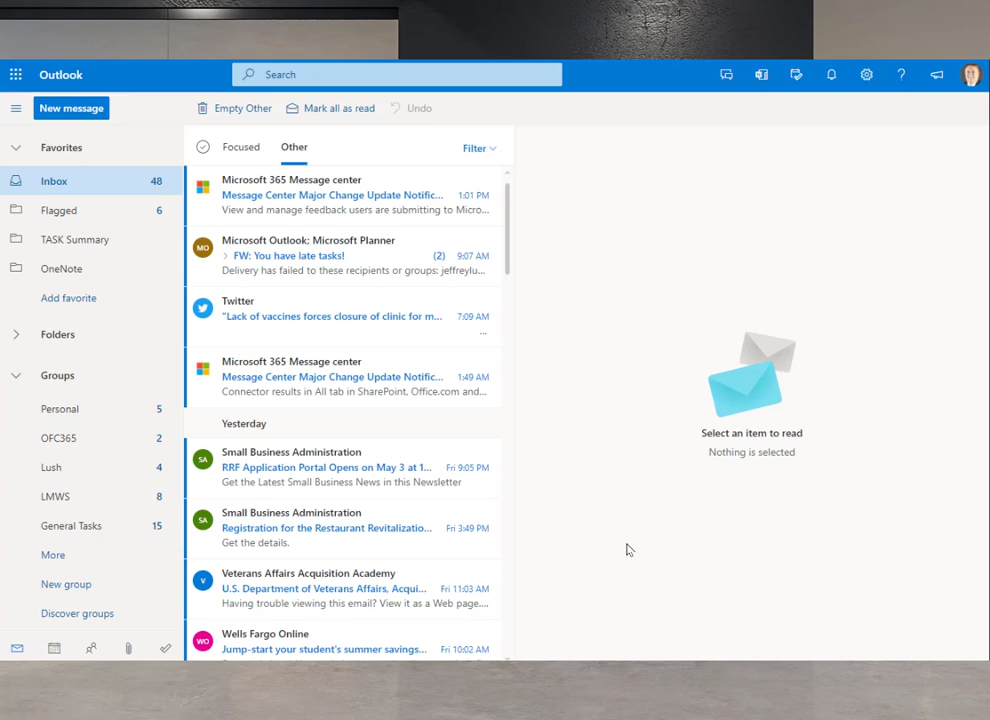 Outlook
Search
New message
Empty Other
Mark all as read
Undo
Favorites
Inbox 48
Flagged 6
TASK Summary
OneNote
Add favorite
Folders
Groups
Personal 5
OFC365 2
Lush 4
LMWS 8
General Tasks 15
More
New group
Discover groups
Focused Other Filter
Microsoft 365 Message center
Message Center Major Change Update Notific... 1:01 PM
View and manage feedback users are submitting to Micro...
MO
Microsoft Outlook; Microsoft Planner
FW: You have late tasks! (2) 9:07 AM
Delivery has failed to these recipients or groups: jeffreylu...
Twitter
"Lack of vaccines forces closure of clinic for m... 7:09 AM
...
Microsoft 365 Message center
Message Center Major Change Update Notific... 1:49 AM
Connector results in All tab in SharePoint, Office.com and...
Yesterday
SA
Small Business Administration
RRF Application Portal Opens on May 3 at 1... Fri 9:05 PM
Get the Latest Small Business News in this Newsletter
SA
Small Business Administration
Registration for the Restaurant Revitalizatio... Fri 3:49 PM
Get the details.
V
Veterans Affairs Acquisition Academy
U.S. Department of Veterans Affairs, Acqui... Fri 11:03 AM
Having trouble viewing this email? View it as a Web page....
WO
Wells Fargo Online
Jump-start your student's summer savings... Fri 10:02 AM
Select an item to read
Nothing is selected